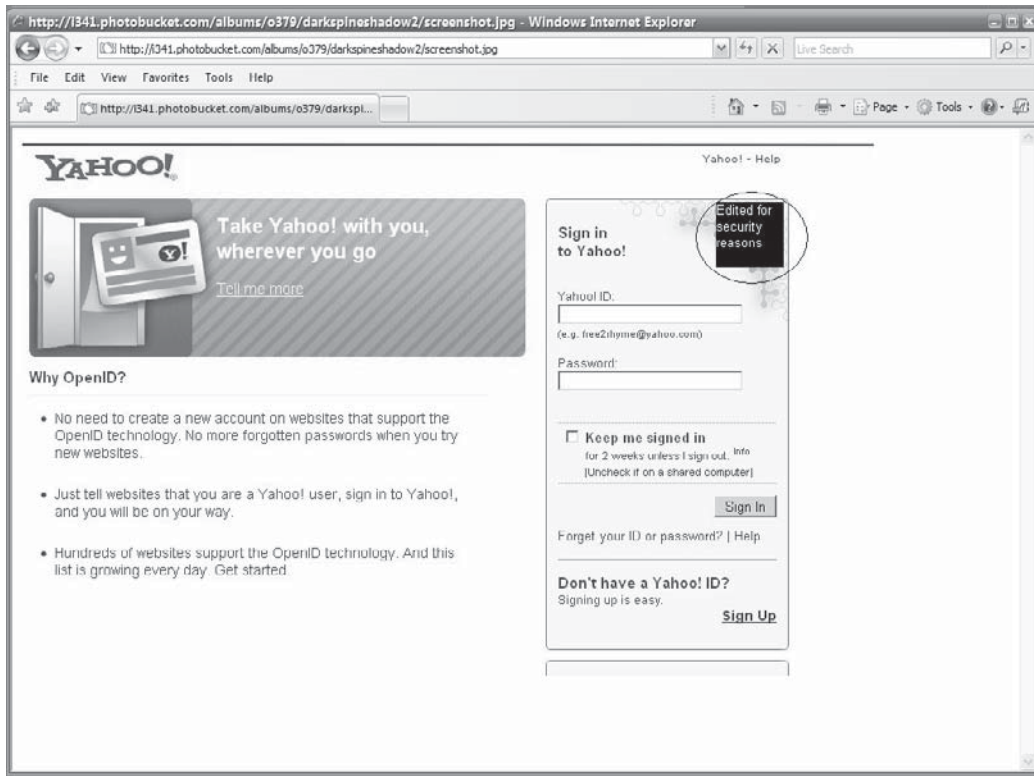 http://i341.photobucket.com/albums/o379/darkspineshadow2/screenshot.jpg - Windows Internet Explorer
http://i341.photobucket.com/albums/o379/darkspineshadow2/screenshot.jpg
Live Search
File Edit View Favorites Tools Help
http://i341.photobucket.com/albums/o379/darkspi...
Page Tools
YAHOO!
Yahoo! - Help
Take Yahoo! with you,
wherever you go
Tell me more
Y!
Why OpenID?
• No need to create a new account on websites that support the
OpenID technology. No more forgotten passwords when you try
new websites.
• Just tell websites that you are a Yahoo! user, sign in to Yahoo!,
and you will be on your way.
• Hundreds of websites support the OpenID technology. And this
list is growing every day. Get started.
Sign in
to Yahoo!
Edited for
security
reasons
Yahoo! ID:
(e.g. free2rhyme@yahoo.com)
Password:
Keep me signed in
for 2 weeks unless I sign out. Info
[Uncheck if on a shared computer]
Sign In
Forget your ID or password? | Help
Don't have a Yahoo! ID?
Signing up is easy.
Sign Up